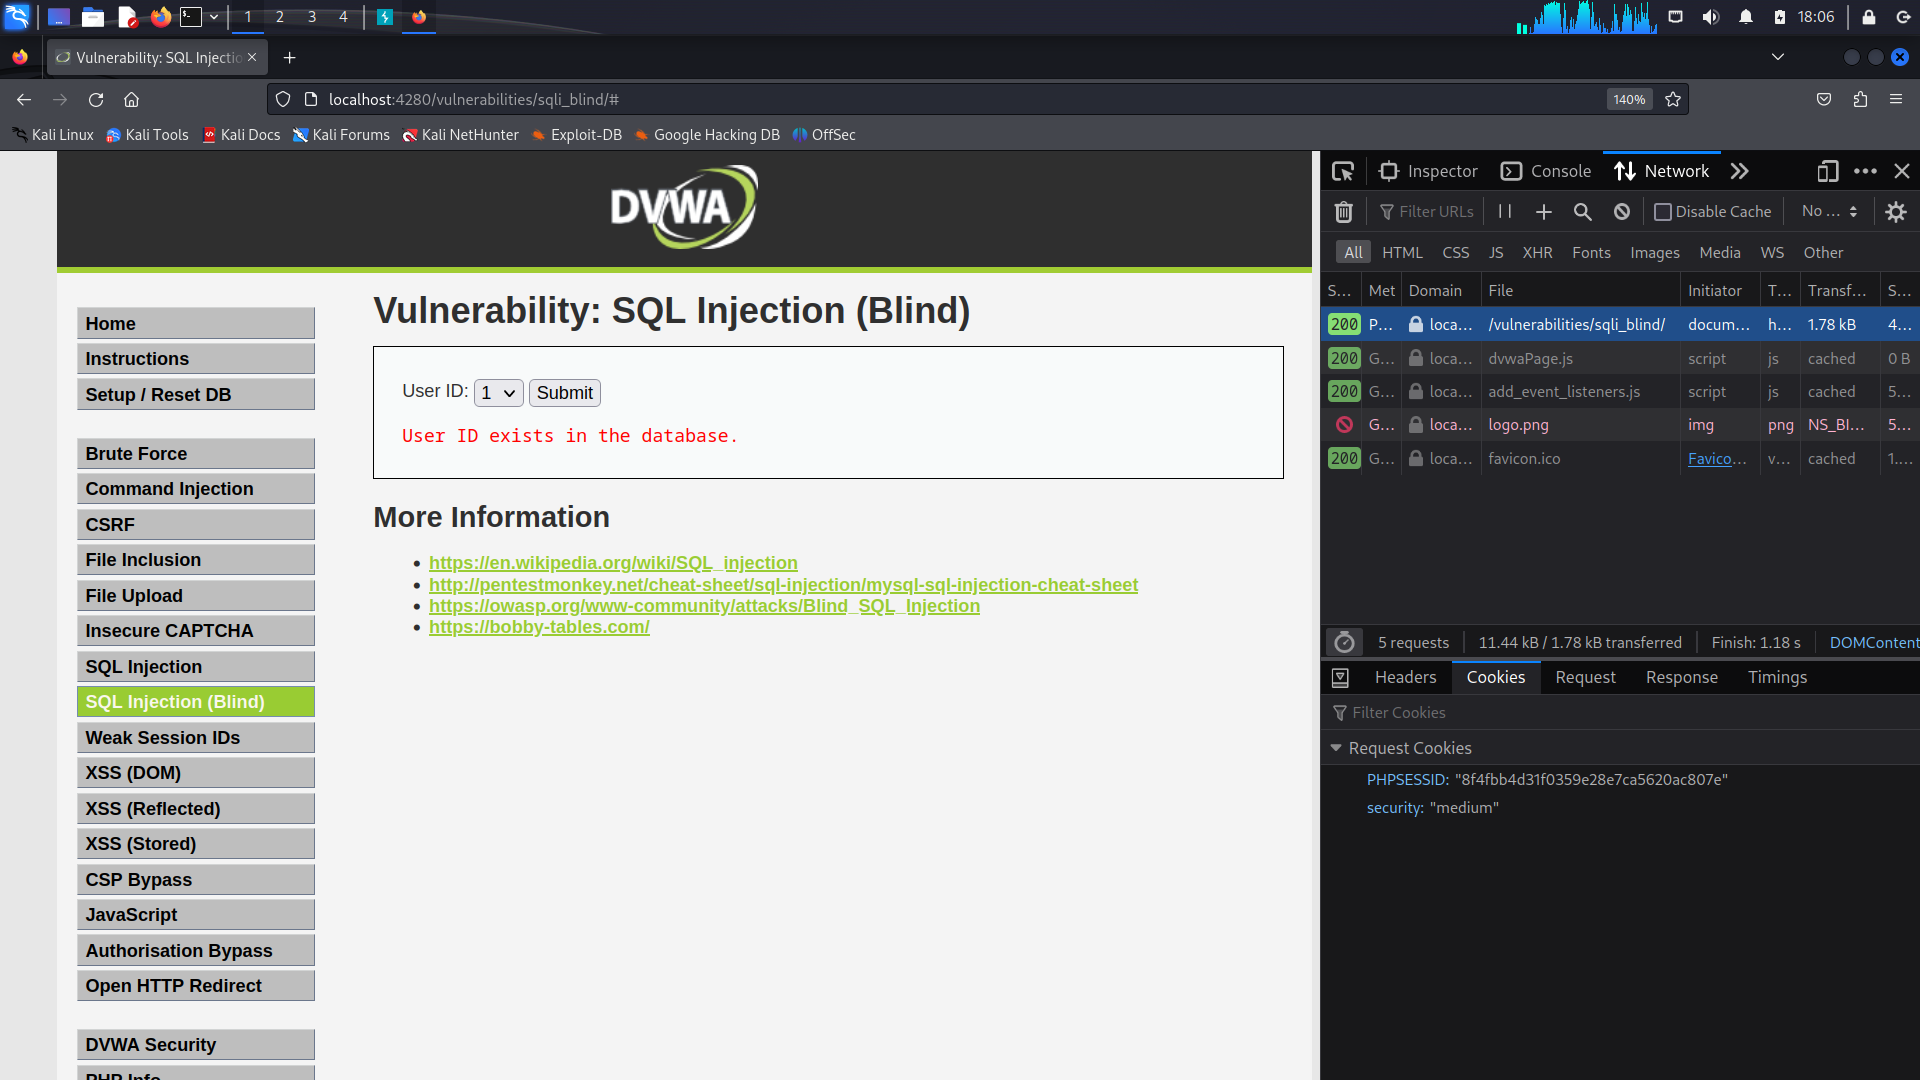 1 2 3 4 18:06
Vulnerability: SQL Injectio
localhost:4280/vulnerabilities/sqli_blind/# 140%
Kali Linux Kali Tools Kali Docs Kali Forums Kali NetHunter Exploit-DB Google Hacking DB OffSec
DVWA
Home
Instructions
Setup / Reset DB
Brute Force
Command Injection
CSRF
File Inclusion
File Upload
Insecure CAPTCHA
SQL Injection
SQL Injection (Blind)
Weak Session IDs
XSS (DOM)
XSS (Reflected)
XSS (Stored)
CSP Bypass
JavaScript
Authorisation Bypass
Open HTTP Redirect
DVWA Security
PHP Info
Vulnerability: SQL Injection (Blind)
User ID: 1 Submit
User ID exists in the database.
More Information
https://en.wikipedia.org/wiki/SQL_injection
http://pentestmonkey.net/cheat-sheet/sql-injection/mysql-sql-injection-cheat-sheet
https://owasp.org/www-community/attacks/Blind_SQL_Injection
https://bobby-tables.com/
Inspector Console Network
Filter URLs Disable Cache No ...
All HTML CSS JS XHR Fonts Images Media WS Other
S... Met Domain File Initiator T... Transf... S...
200 P... loca... /vulnerabilities/sqli_blind/ docum... h... 1.78 kB 4...
200 G... loca... dvwaPage.js script js cached 0 B
200 G... loca... add_event_listeners.js script js cached 5...
G... loca... logo.png img png NS_BI... 5...
200 G... loca... favicon.ico Favico... v... cached 1....
5 requests 11.44 kB / 1.78 kB transferred Finish: 1.18 s DOMContent
Headers Cookies Request Response Timings
Filter Cookies
Request Cookies
PHPSESSID: "8f4fbb4d31f0359e28e7ca5620ac807e"
security: "medium"